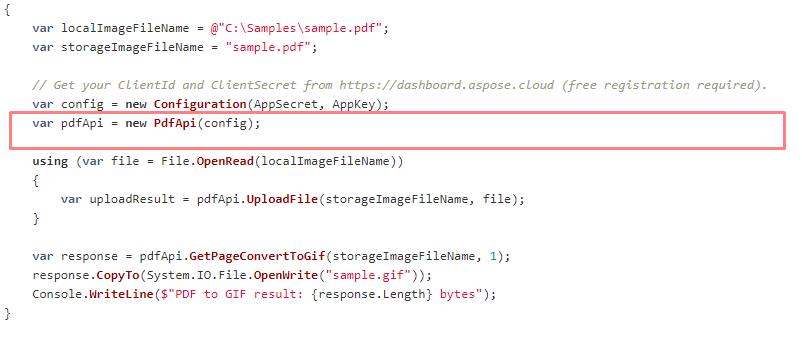 {
var localImageFileName = @"C:\Samples\sample.pdf";
var storageImageFileName = "sample.pdf";
// Get your ClientId and ClientSecret from https://dashboard.aspose.cloud (free registration required).
var config = new Configuration(AppSecret, AppKey);
var pdfApi = new PdfApi(config);
using (var file = File.OpenRead(localImageFileName))
{
var uploadResult = pdfApi.UploadFile(storageImageFileName, file);
}
var response = pdfApi.GetPageConvertToGif(storageImageFileName, 1);
response.CopyTo(System.IO.File.OpenWrite("sample.gif"));
Console.WriteLine($"PDF to GIF result: {response.Length} bytes");
}